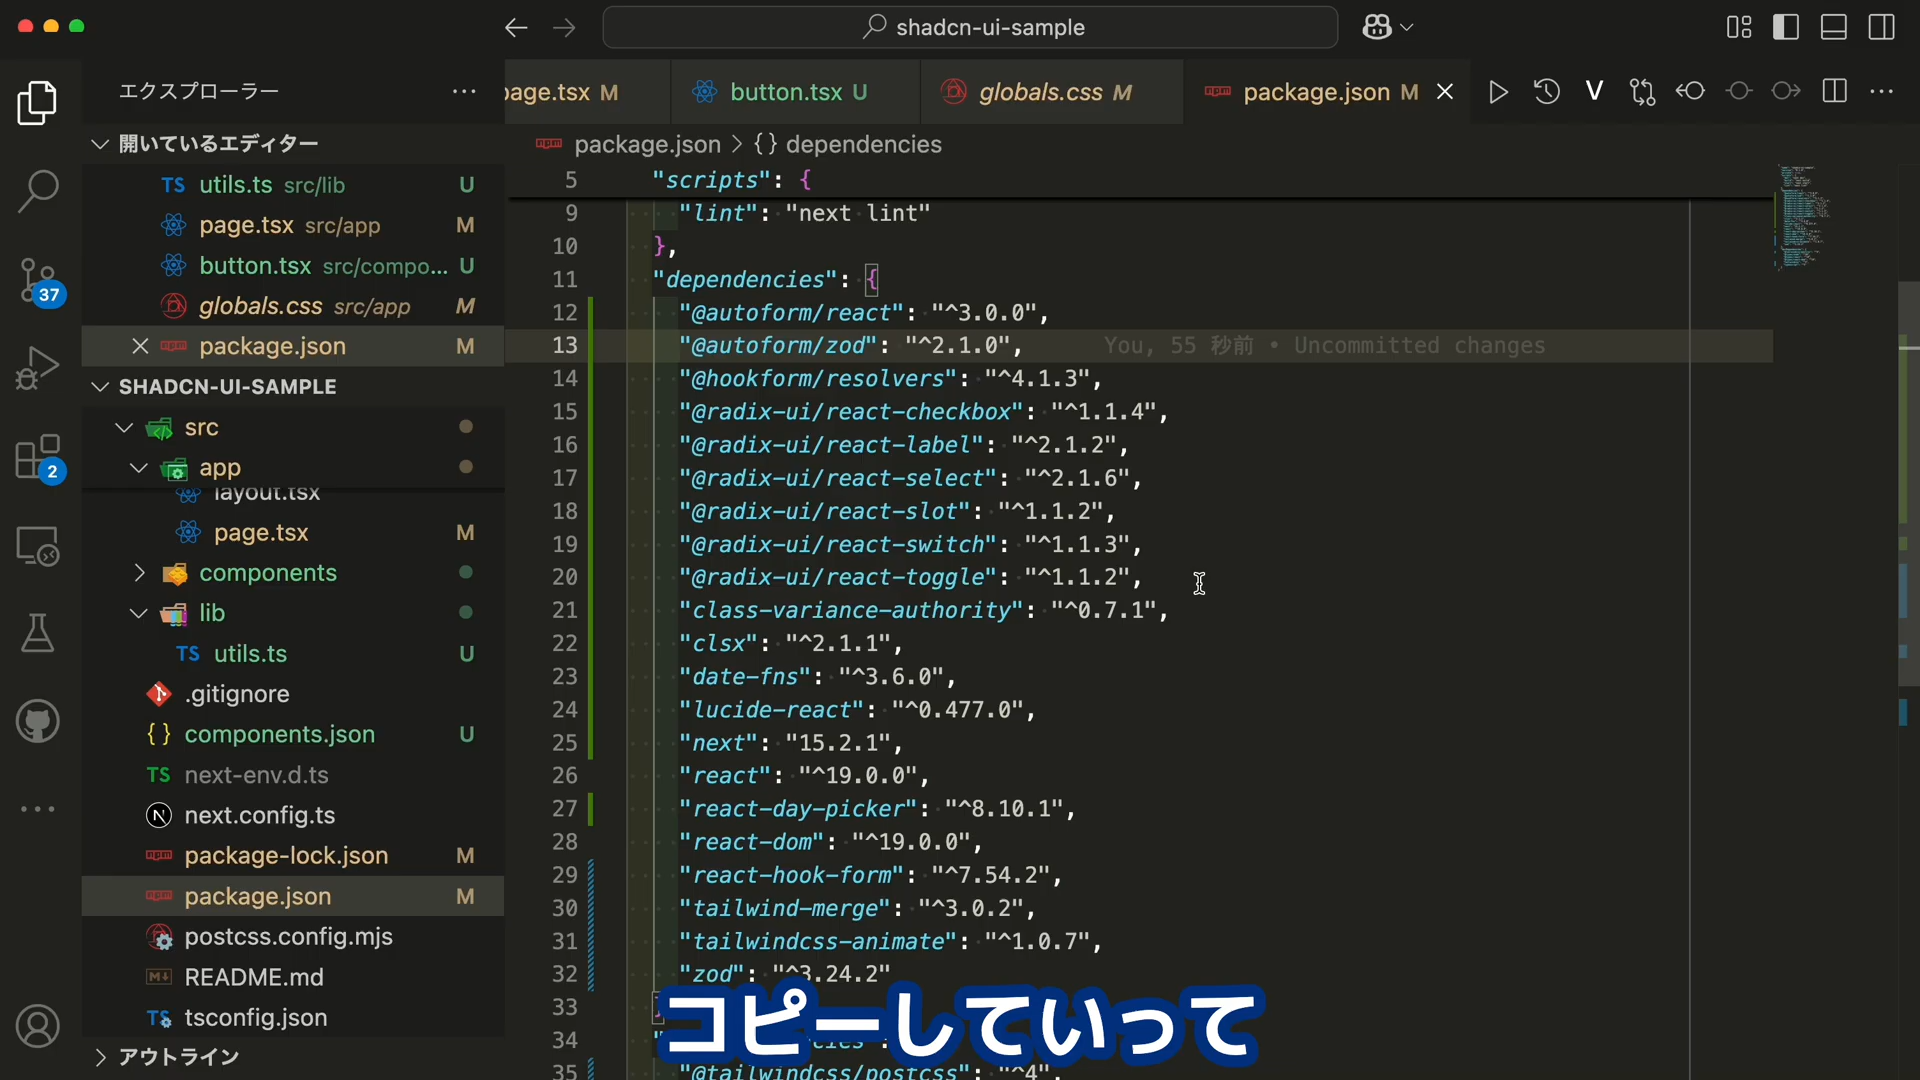 shadcn-ui-sample
エクスプローラー
page.tsx M
button.tsx U
globals.css M
package.json M
開いているエディター
TS utils.ts src/lib U
page.tsx src/app M
button.tsx src/compo... U
globals.css src/app M
package.json M
SHADCN-UI-SAMPLE
src
app
layout.tsx
page.tsx M
components
lib
TS utils.ts U
.gitignore
{} components.json U
TS next-env.d.ts
N next.config.ts
package-lock.json M
package.json M
postcss.config.mjs
README.md
TS tsconfig.json
アウトライン
37
2
package.json > {} dependencies
5 "scripts": {
9 "lint": "next lint"
10 },
11 "dependencies": {
12 "@autoform/react": "^3.0.0",
13 "@autoform/zod": "^2.1.0", You, 55 秒前 • Uncommitted changes
14 "@hookform/resolvers": "^4.1.3",
15 "@radix-ui/react-checkbox": "^1.1.4",
16 "@radix-ui/react-label": "^2.1.2",
17 "@radix-ui/react-select": "^2.1.6",
18 "@radix-ui/react-slot": "^1.1.2",
19 "@radix-ui/react-switch": "^1.1.3",
20 "@radix-ui/react-toggle": "^1.1.2",
21 "class-variance-authority": "^0.7.1",
22 "clsx": "^2.1.1",
23 "date-fns": "^3.6.0",
24 "lucide-react": "^0.477.0",
25 "next": "15.2.1",
26 "react": "^19.0.0",
27 "react-day-picker": "^8.10.1",
28 "react-dom": "^19.0.0",
29 "react-hook-form": "^7.54.2",
30 "tailwind-merge": "^3.0.2",
31 "tailwindcss-animate": "^1.0.7",
32 "zod": "^3.24.2"
33
34
35 "@tailwindcss/postcss": "^4",
コピーしていって